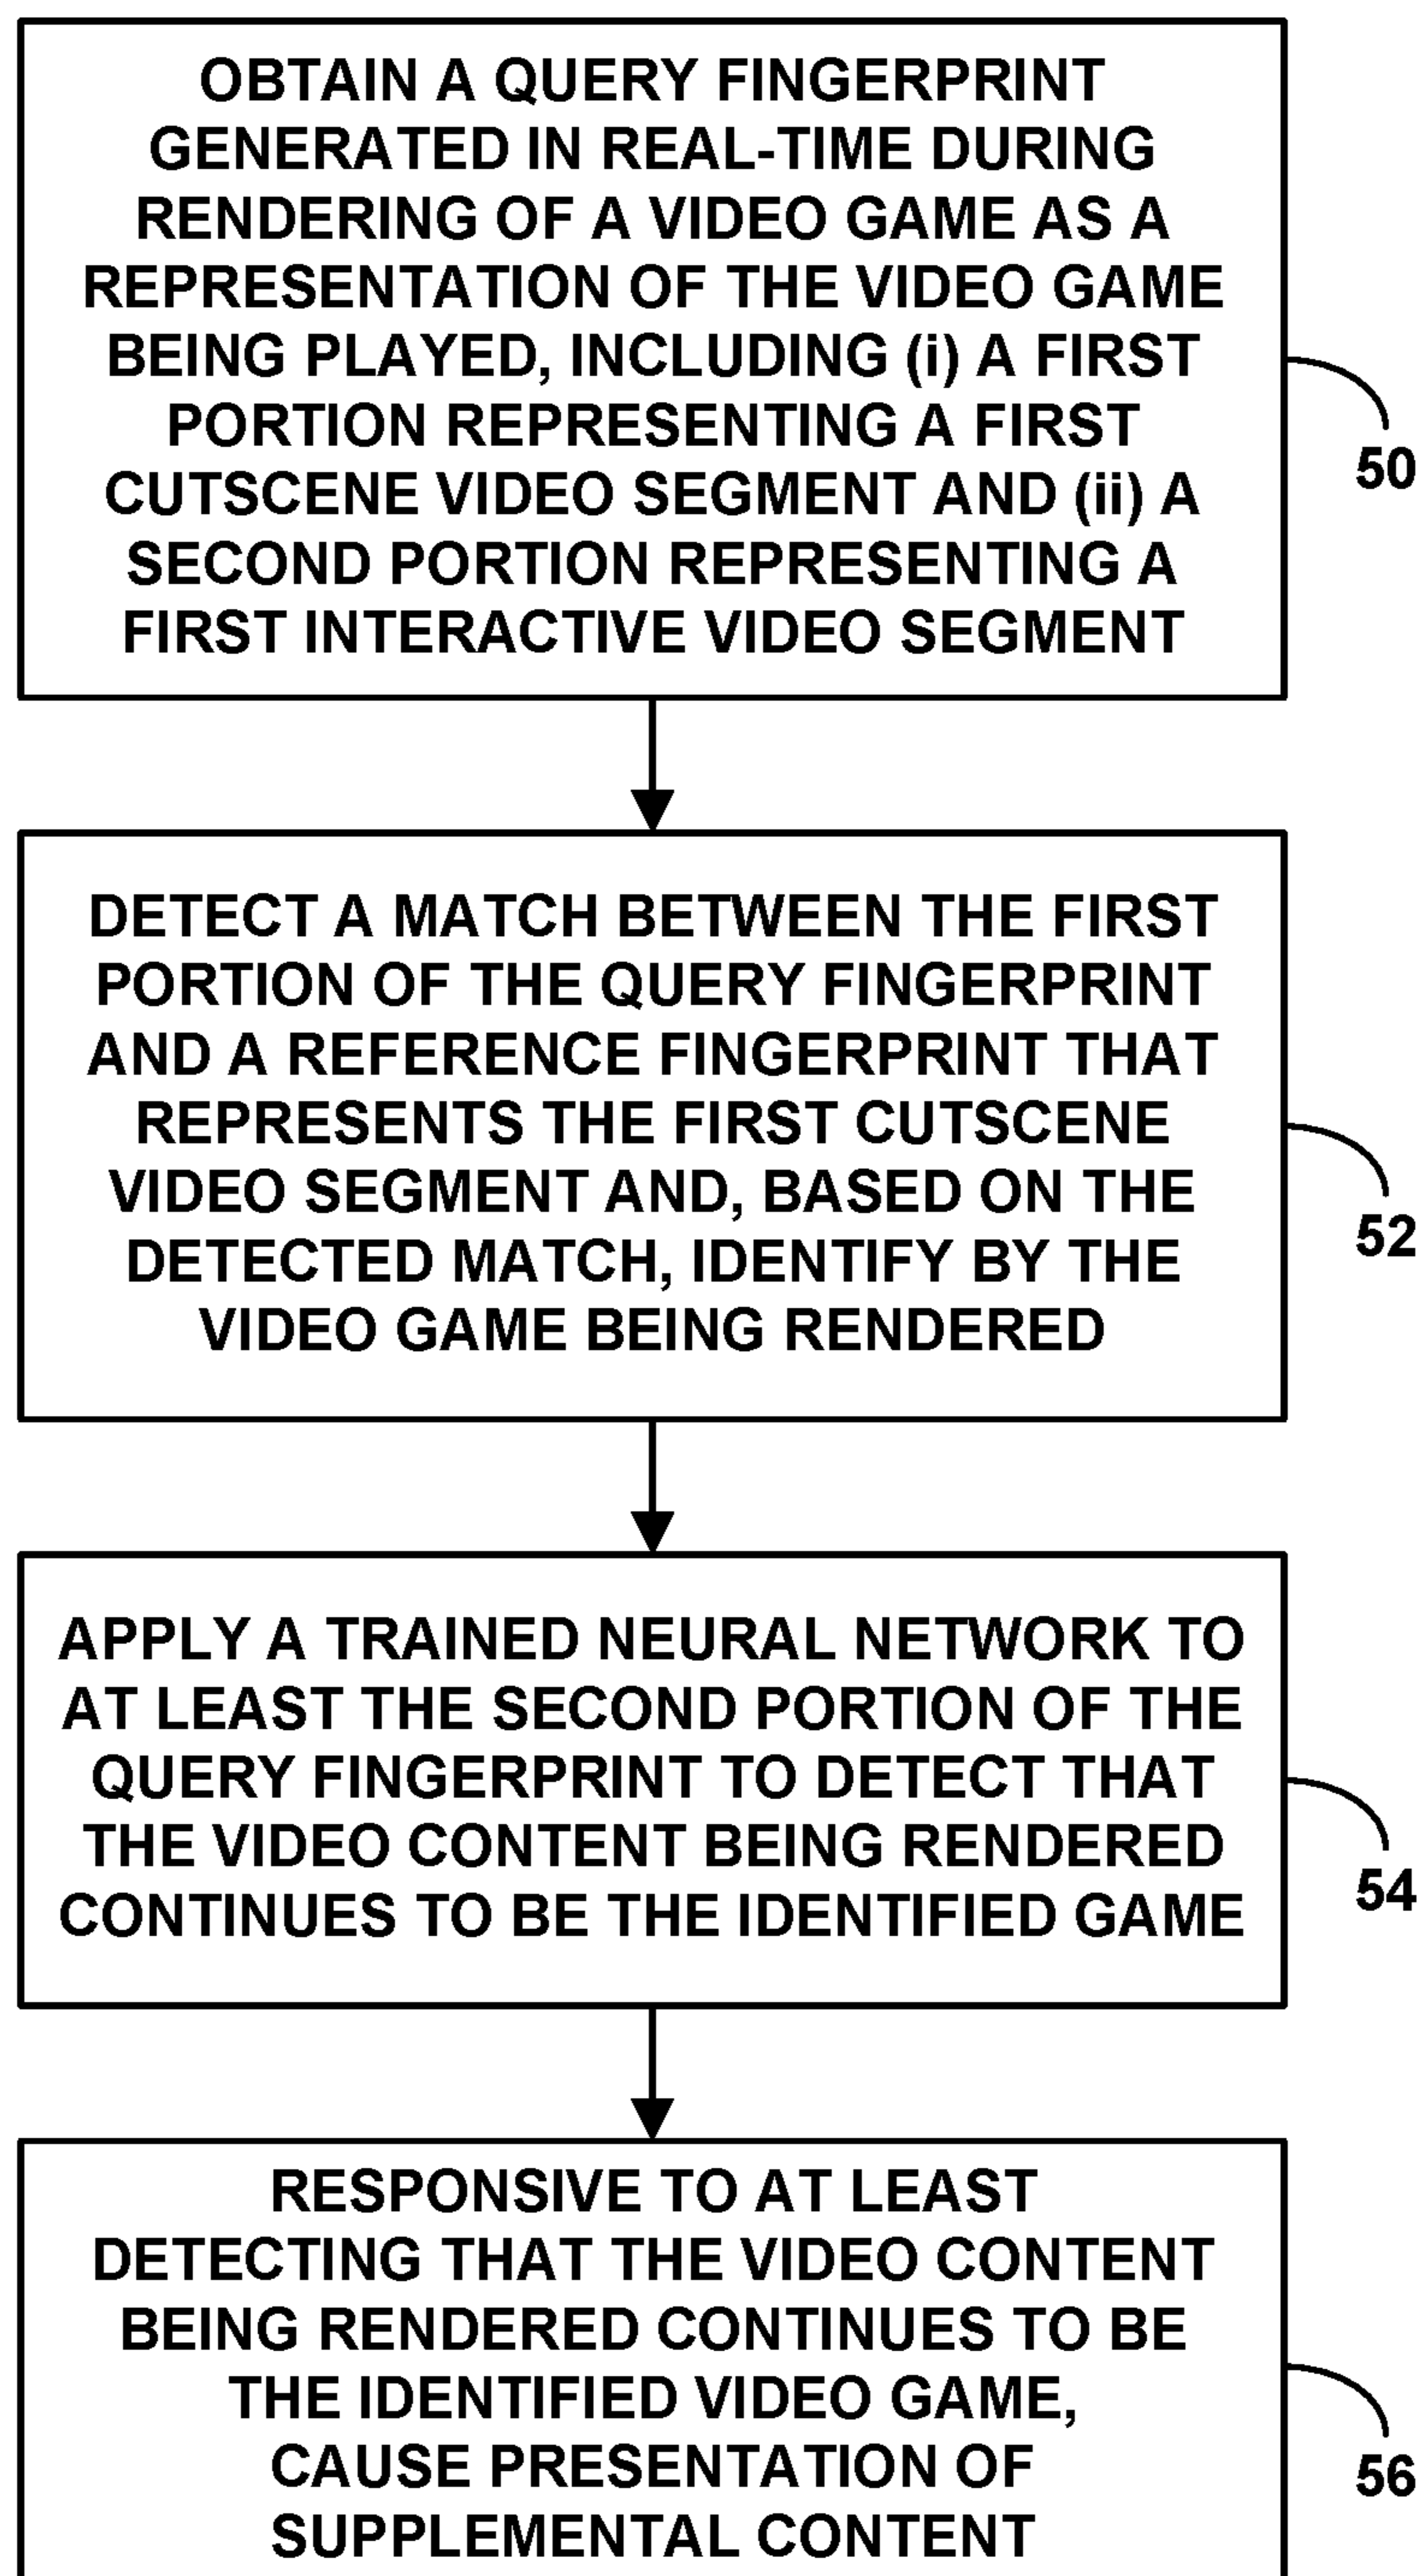 OBTAIN A QUERY FINGERPRINT
GENERATED IN REAL-TIME DURING
RENDERING OF A VIDEO GAME AS A
REPRESENTATION OF THE VIDEO GAME
BEING PLAYED, INCLUDING (i) A FIRST
PORTION REPRESENTING A FIRST
CUTSCENE VIDEO SEGMENT AND (ii) A
SECOND PORTION REPRESENTING A
FIRST INTERACTIVE VIDEO SEGMENT
50
DETECT A MATCH BETWEEN THE FIRST
PORTION OF THE QUERY FINGERPRINT
AND A REFERENCE FINGERPRINT THAT
REPRESENTS THE FIRST CUTSCENE
VIDEO SEGMENT AND, BASED ON THE
DETECTED MATCH, IDENTIFY BY THE
VIDEO GAME BEING RENDERED
52
APPLY A TRAINED NEURAL NETWORK TO
AT LEAST THE SECOND PORTION OF THE
QUERY FINGERPRINT TO DETECT THAT
THE VIDEO CONTENT BEING RENDERED
CONTINUES TO BE THE IDENTIFIED GAME
54
RESPONSIVE TO AT LEAST
DETECTING THAT THE VIDEO CONTENT
BEING RENDERED CONTINUES TO BE
THE IDENTIFIED VIDEO GAME,
CAUSE PRESENTATION OF
SUPPLEMENTAL CONTENT
56